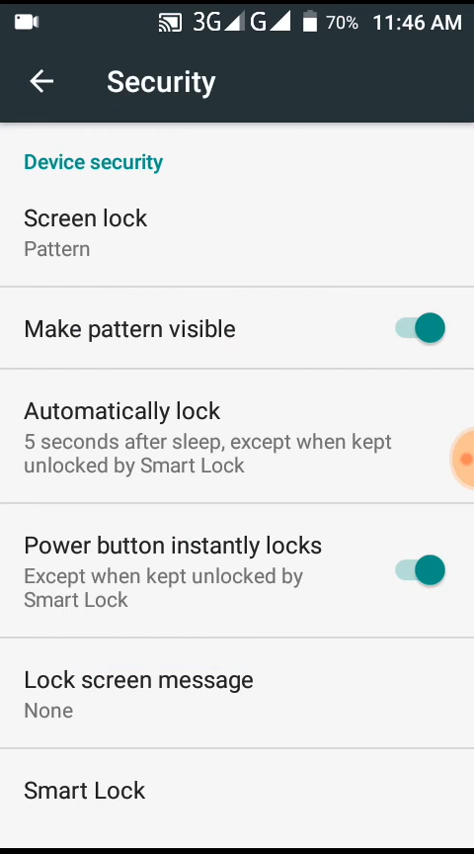 3G G 70% 11:46 AM
Security
Device security
Screen lock
Pattern
Make pattern visible
Automatically lock
5 seconds after sleep, except when kept
unlocked by Smart Lock
Power button instantly locks
Except when kept unlocked by
Smart Lock
Lock screen message
None
Smart Lock